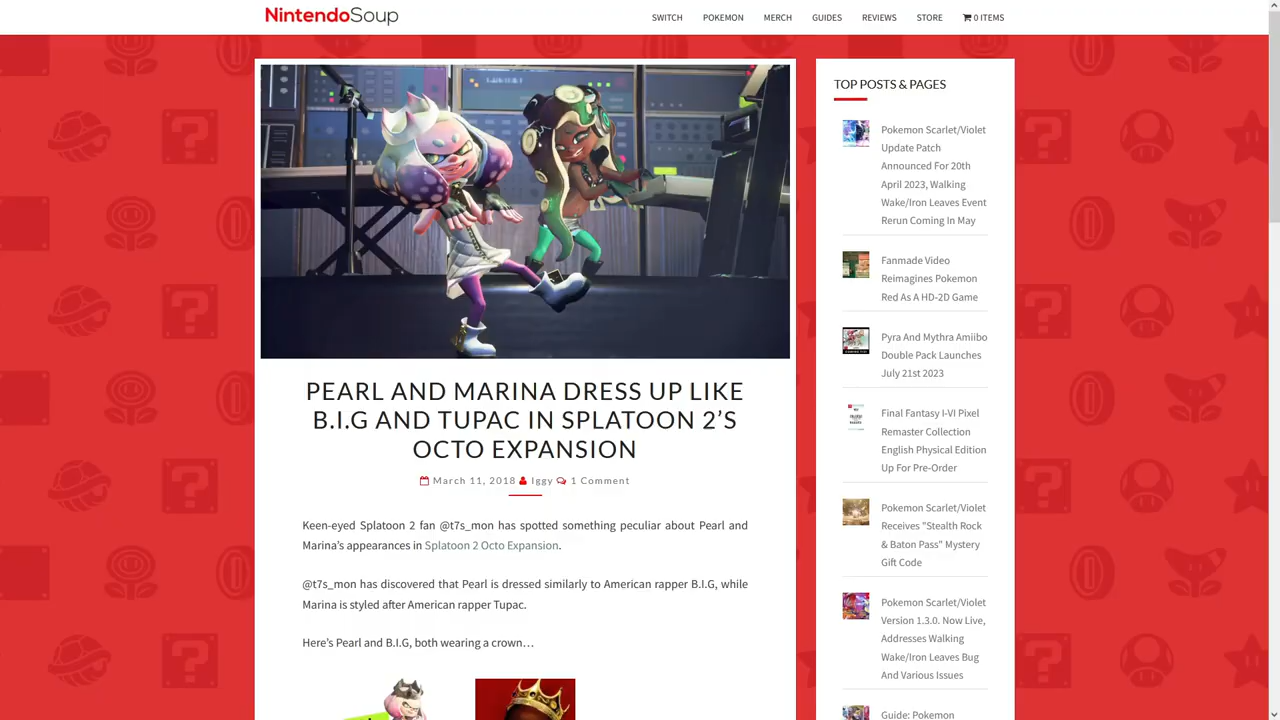 NintendoSoup
SWITCH POKEMON MERCH GUIDES REVIEWS STORE 0 ITEMS
PEARL AND MARINA DRESS UP LIKE
B.I.G AND TUPAC IN SPLATOON 2’S
OCTO EXPANSION
March 11, 2018 Iggy 1 Comment
Keen-eyed Splatoon 2 fan @t7s_mon has spotted something peculiar about Pearl and
Marina’s appearances in Splatoon 2 Octo Expansion.
@t7s_mon has discovered that Pearl is dressed similarly to American rapper B.I.G, while
Marina is styled after American rapper Tupac.
Here’s Pearl and B.I.G, both wearing a crown…
TOP POSTS & PAGES
Pokemon Scarlet/Violet
Update Patch
Announced For 20th
April 2023, Walking
Wake/Iron Leaves Event
Rerun Coming In May
Fanmade Video
Reimagines Pokemon
Red As A HD-2D Game
Pyra And Mythra Amiibo
Double Pack Launches
July 21st 2023
Final Fantasy I-VI Pixel
Remaster Collection
English Physical Edition
Up For Pre-Order
Pokemon Scarlet/Violet
Receives "Stealth Rock
& Baton Pass" Mystery
Gift Code
Pokemon Scarlet/Violet
Version 1.3.0. Now Live,
Addresses Walking
Wake/Iron Leaves Bug
And Various Issues
Guide: Pokemon